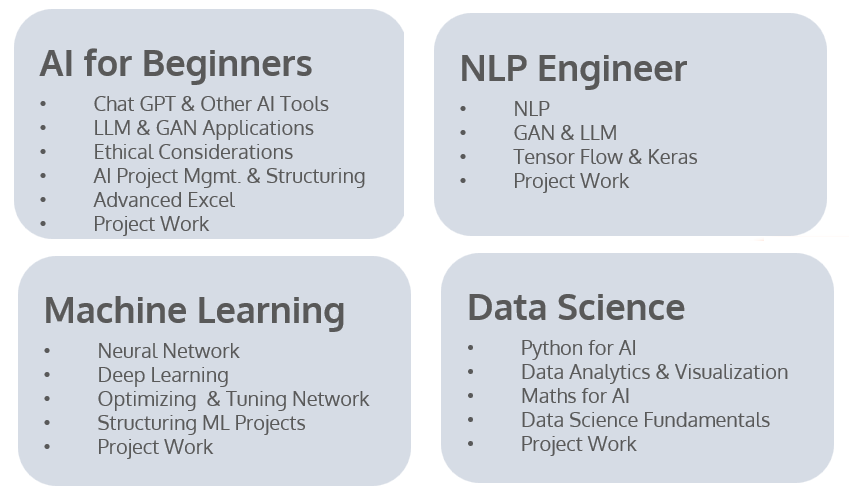 AI for Beginners
• Chat GPT & Other AI Tools
• LLM & GAN Applications
• Ethical Considerations
• AI Project Mgmt. & Structuring
• Advanced Excel
• Project Work
NLP Engineer
• NLP
• GAN & LLM
• Tensor Flow & Keras
• Project Work
Machine Learning
• Neural Network
• Deep Learning
• Optimizing & Tuning Network
• Structuring ML Projects
• Project Work
Data Science
• Python for AI
• Data Analytics & Visualization
• Maths for AI
• Data Science Fundamentals
• Project Work